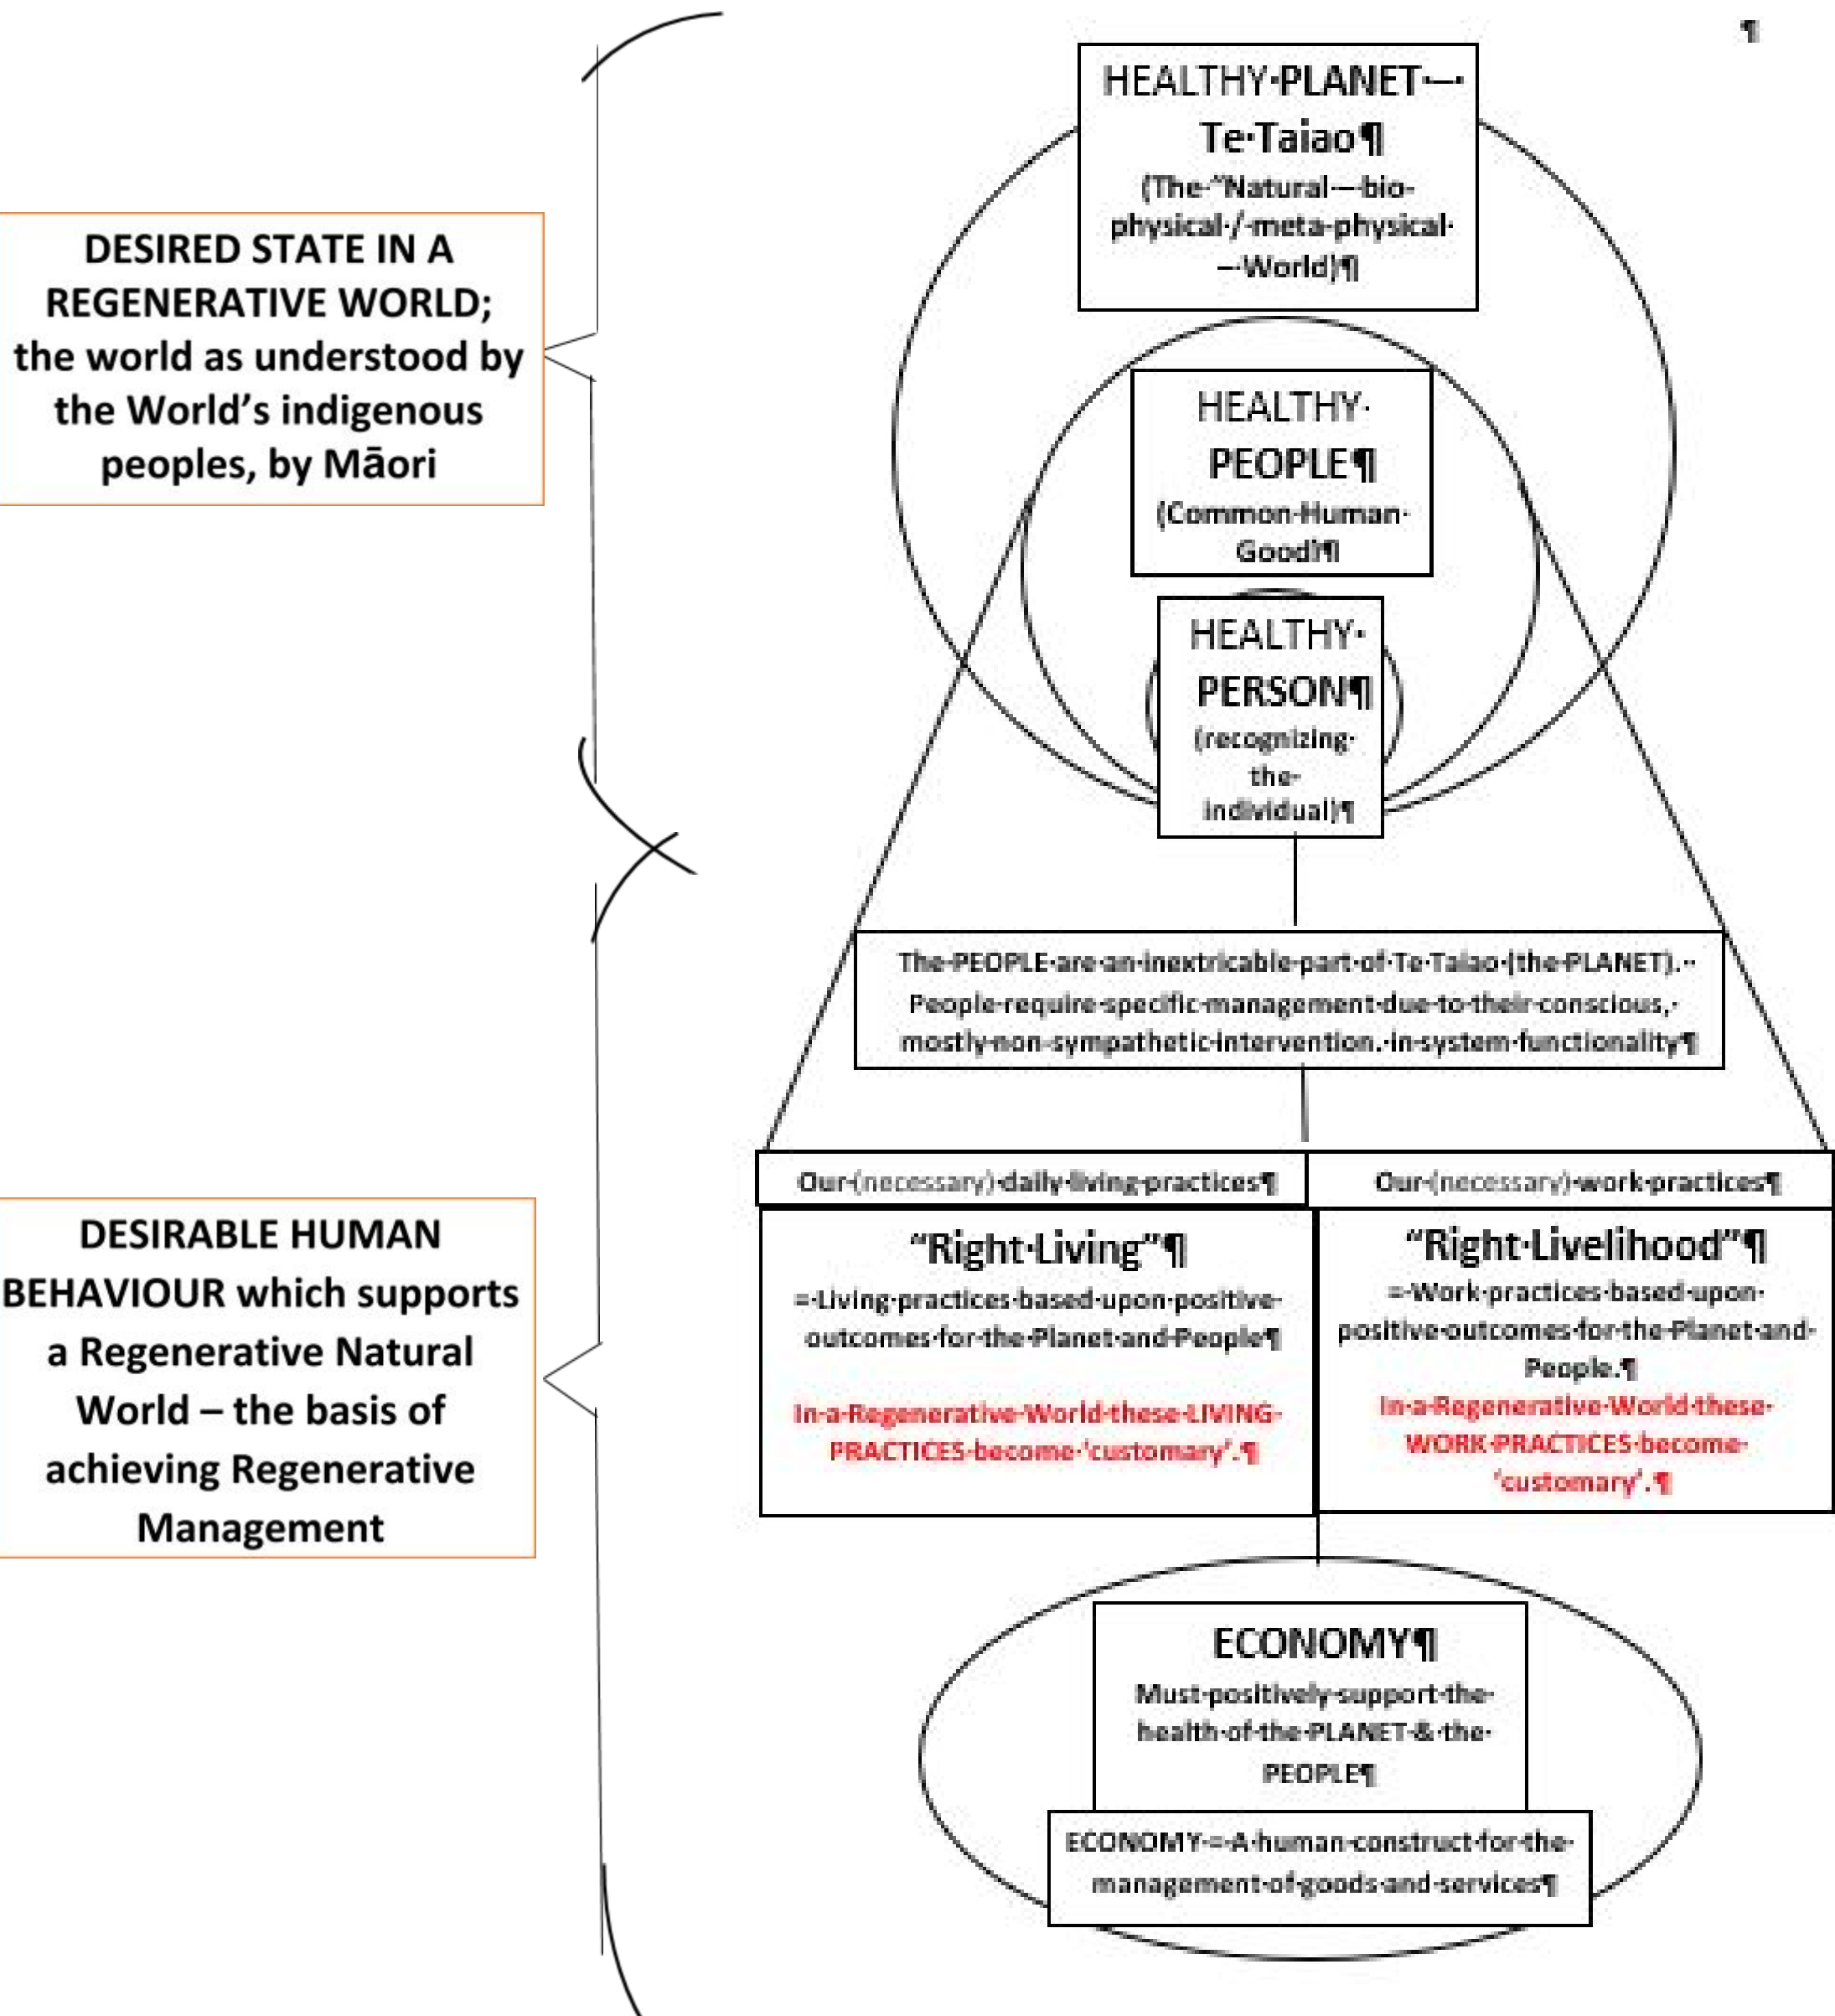 ¶
DESIRED STATE IN A
REGENERATIVE WORLD;
the world as understood by
the World’s indigenous
peoples, by Māori
HEALTHY·PLANET·–·
Te·Taiao¶
(The·“Natural·–·bio-
physical·/·meta-physical·
–·World)¶
HEALTHY·
PEOPLE¶
(Common·Human·
Good)¶
HEALTHY·
PERSON¶
(recognizing·
the·
individual)¶
The·PEOPLE·are·an·inextricable·part·of·Te·Taiao·(the·PLANET).··
People·require·specific·management·due·to·their·conscious,·
mostly·non-sympathetic·intervention.·in·system·functionality¶
DESIRABLE HUMAN
BEHAVIOUR which supports
a Regenerative Natural
World – the basis of
achieving Regenerative
Management
Our·(necessary)·daily·living·practices¶
“Right·Living”¶
=·Living·practices·based·upon·positive·
outcomes·for·the·Planet·and·People¶
In·a·Regenerative·World·these·LIVING·
PRACTICES·become·‘customary’.¶
Our·(necessary)·work·practices¶
“Right·Livelihood”¶
=·Work·practices·based·upon·
positive·outcomes·for·the·Planet·and·
People.¶
In·a·Regenerative·World·these·
WORK·PRACTICES·become·
‘customary’.¶
ECONOMY¶
Must·positively·support·the·
health·of·the·PLANET·&·the·
PEOPLE¶
ECONOMY·=·A·human·construct·for·the·
management·of·goods·and·services¶